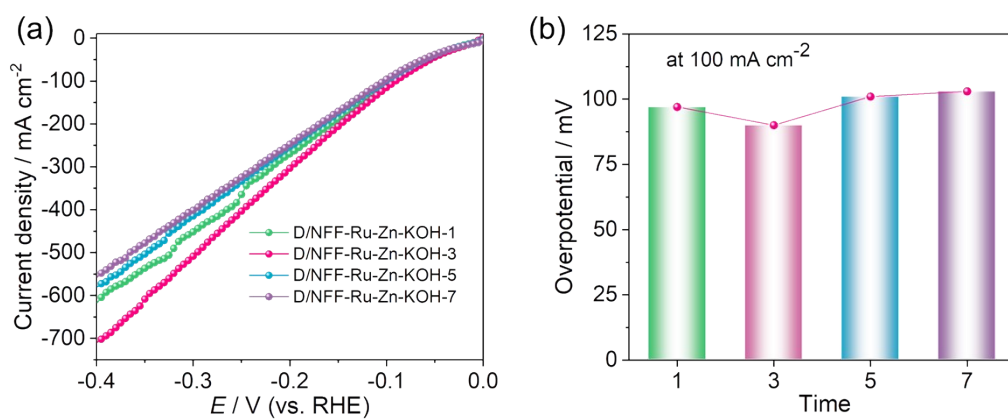 (a)
0
-100
-200
-300
-400
-500
-600
-700
Current density / mA cm⁻²
D/NFF-Ru-Zn-KOH-1
D/NFF-Ru-Zn-KOH-3
D/NFF-Ru-Zn-KOH-5
D/NFF-Ru-Zn-KOH-7
-0.4 -0.3 -0.2 -0.1 0.0
E / V (vs. RHE)
(b)
at 100 mA cm⁻²
125
100
75
50
25
0
Overpotential / mV
1 3 5 7
Time